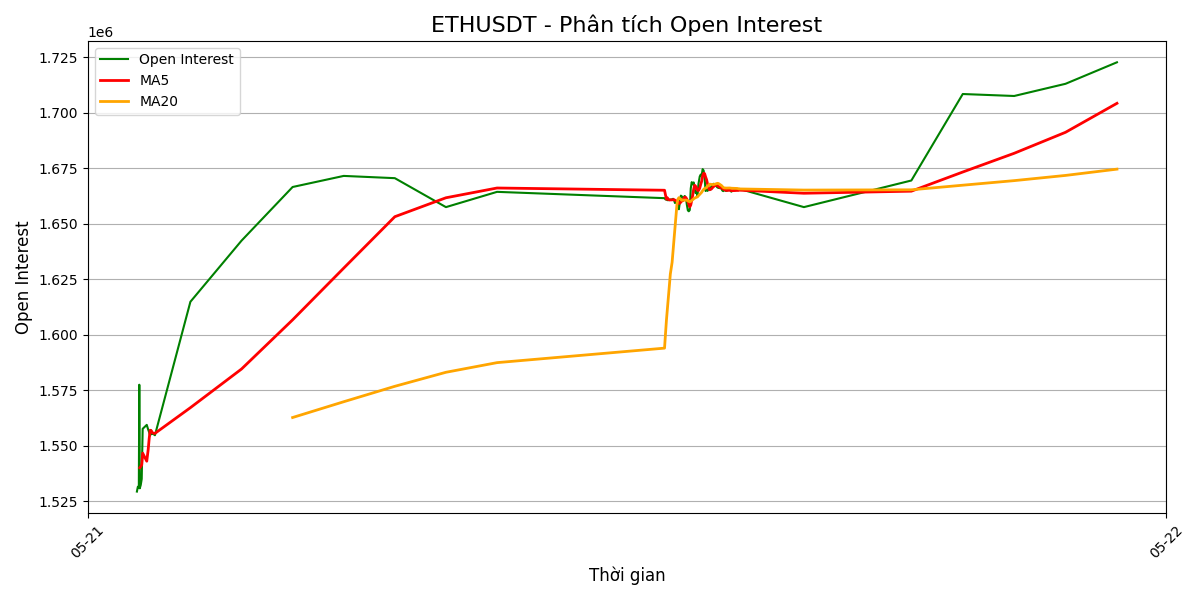 ETHUSDT - Phân tích Open Interest
1e6
Open Interest
MA5
MA20
1.725
1.700
1.675
1.650
1.625
1.600
1.575
1.550
1.525
Open Interest
05-21
05-22
Thời gian